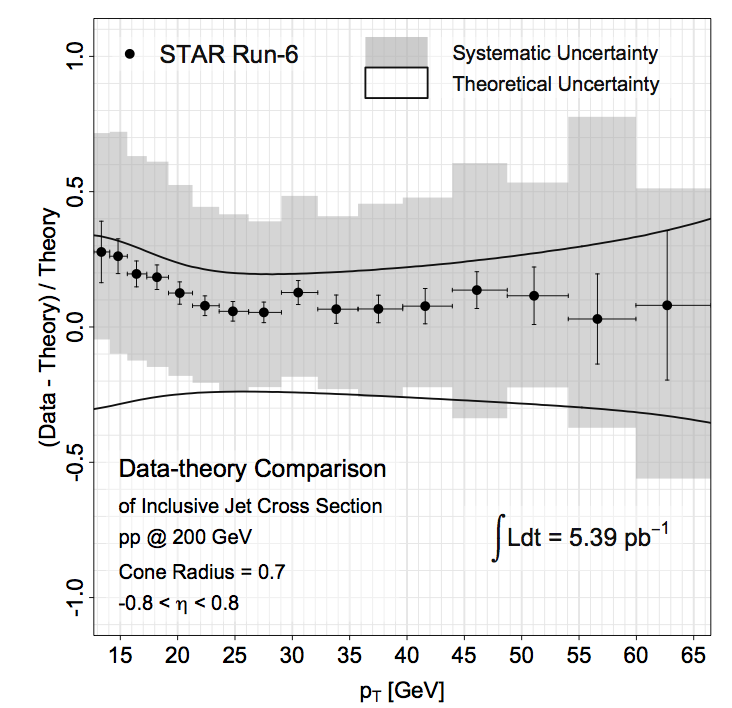 STAR Run-6
Systematic Uncertainty
Theoretical Uncertainty
1.0
0.5
0.0
-0.5
-1.0
(Data - Theory) / Theory
Data-theory Comparison
of Inclusive Jet Cross Section
pp @ 200 GeV
Cone Radius = 0.7
-0.8 < η < 0.8
∫Ldt = 5.39 pb⁻¹
15 20 25 30 35 40 45 50 55 60 65
pT [GeV]